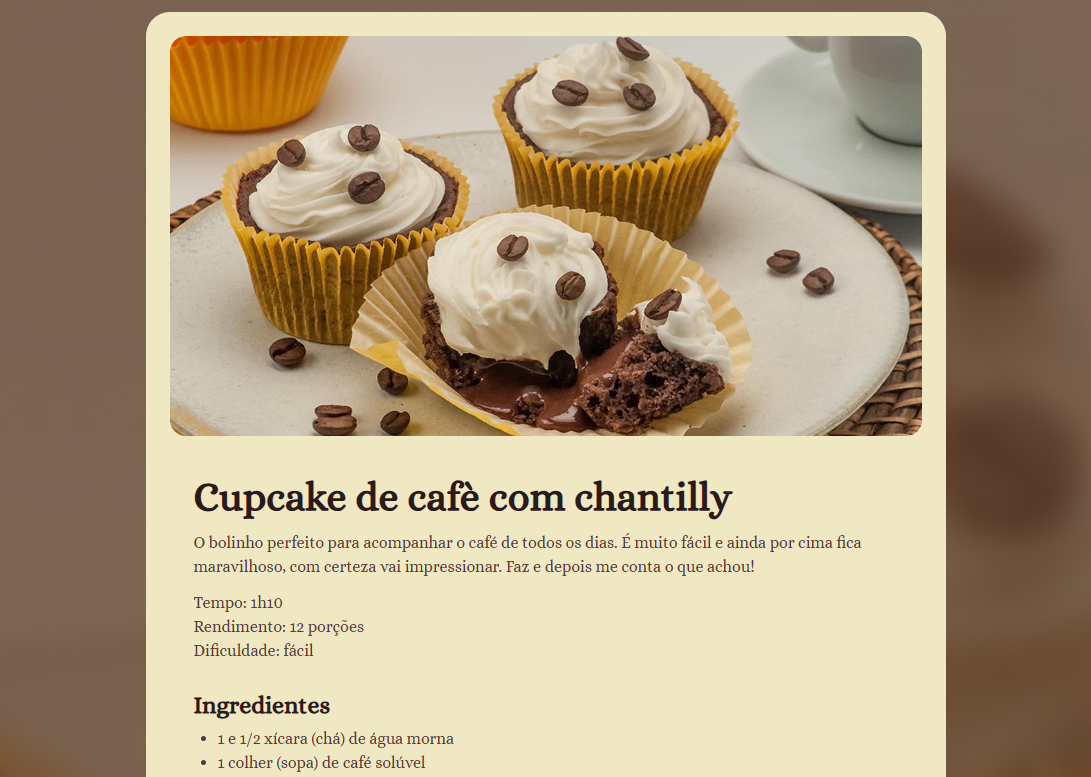 Cupcake de cafè com chantilly
O bolinho perfeito para acompanhar o café de todos os dias. É muito fácil e ainda por cima fica
maravilhoso, com certeza vai impressionar. Faz e depois me conta o que achou!
Tempo: 1h10
Rendimento: 12 porções
Dificuldade: fácil
Ingredientes
• 1 e 1/2 xícara (chá) de água morna
• 1 colher (sopa) de café solúvel